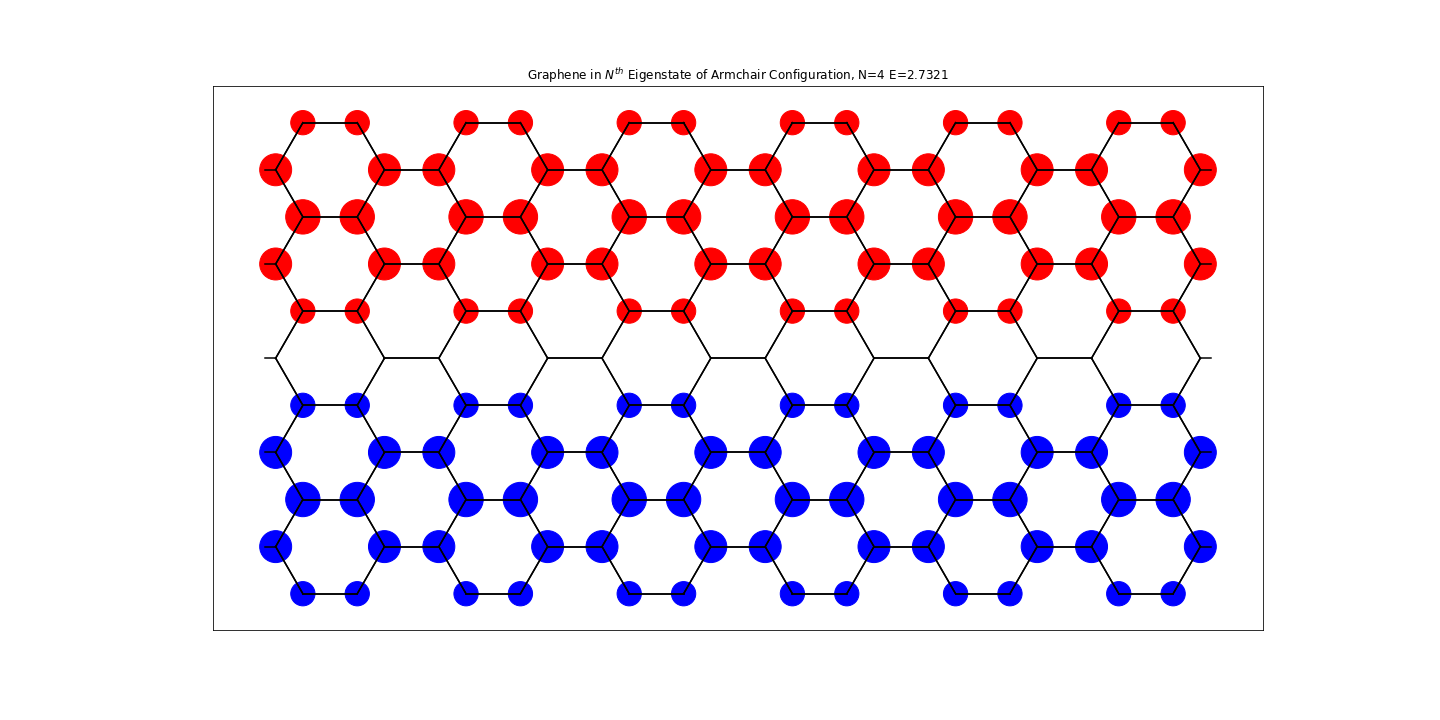 Graphene in N^th Eigenstate of Armchair Configuration, N=4 E=2.7321